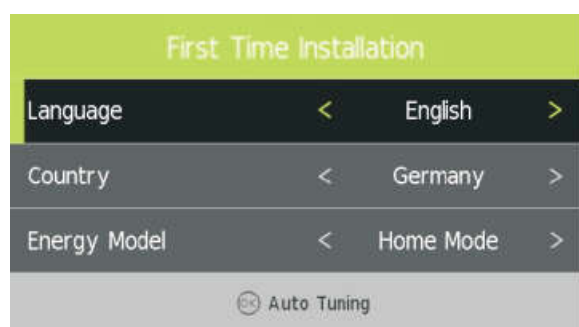 First Time Installation
Language < English >
Country < Germany >
Energy Model < Home Mode >
OK Auto Tuning